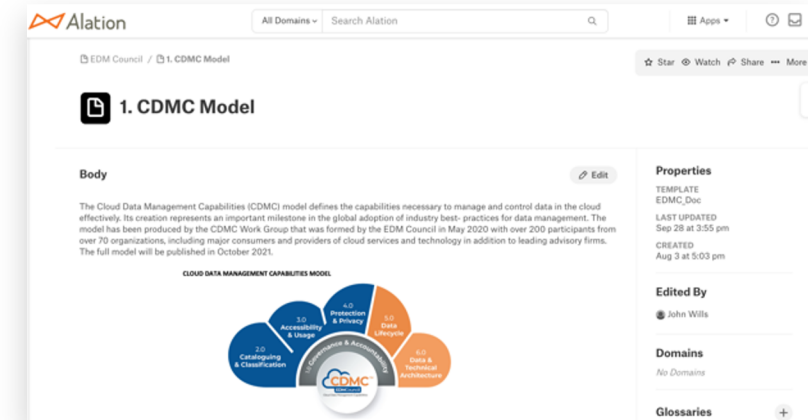 Alation
All Domains
Search Alation
Apps
EDM Council / 1. CDMC Model
Star Watch Share More
1. CDMC Model
Body
Edit
The Cloud Data Management Capabilities (CDMC) model defines the capabilities necessary to manage and control data in the cloud
effectively. Its creation represents an important milestone in the global adoption of industry best- practices for data management. The
model has been produced by the CDMC Work Group that was formed by the EDM Council in May 2020 with over 200 participants from
over 70 organizations, including major consumers and providers of cloud services and technology in addition to leading advisory firms.
The full model will be published in October 2021.
CLOUD DATA MANAGEMENT CAPABILITIES MODEL
1.0 Governance & Accountability
2.0
Cataloguing
& Classification
3.0
Accessibility
& Usage
4.0
Protection
& Privacy
5.0
Data
Lifecycle
6.0
Data &
Technical
Architecture
CDMC
Properties
TEMPLATE
EDMC_Doc
LAST UPDATED
Sep 28 at 3:55 pm
CREATED
Aug 3 at 5:03 pm
Edited By
John Wills
Domains
No Domains
Glossaries